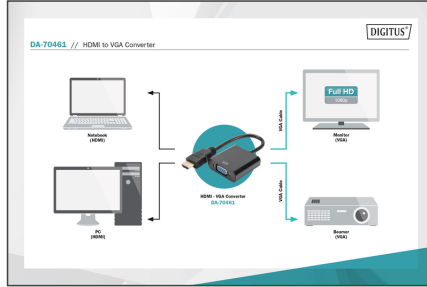 DIGITUS®
DA-70461 // HDMI to VGA Converter
Notebook
(HDMI)
VGA Cable
Full HD
1080p
Monitor
(VGA)
HDMI - VGA Converter
DA-70461
PC
(HDMI)
VGA Cable
Beamer
(VGA)